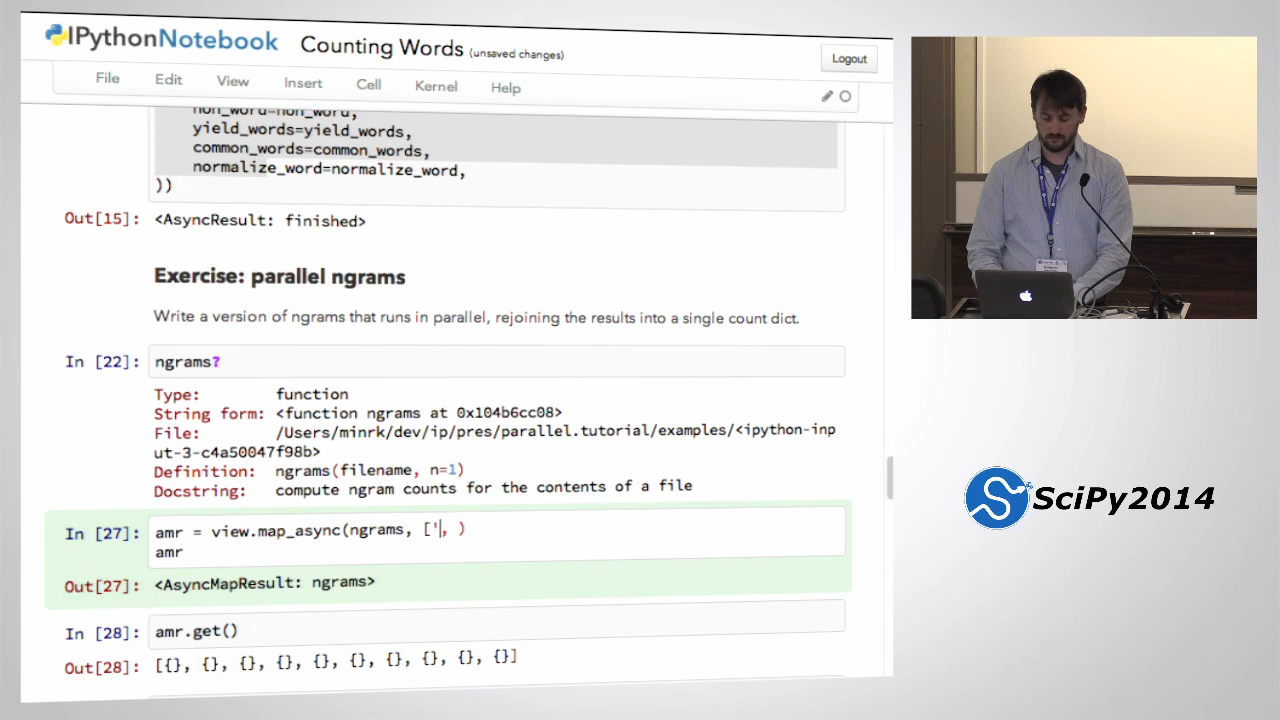 IPythonNotebook Counting Words (unsaved changes) Logout
File Edit View Insert Cell Kernel Help
non_word=non_word,
yield_words=yield_words,
common_words=common_words,
normalize_word=normalize_word,
))
Out[15]: <AsyncResult: finished>
Exercise: parallel ngrams
Write a version of ngrams that runs in parallel, rejoining the results into a single count dict.
In [22]: ngrams?
Type: function
String form: <function ngrams at 0x104b6cc08>
File: /Users/minrk/dev/ip/pres/parallel.tutorial/examples/<ipython-inp
ut-3-c4a50047f98b>
Definition: ngrams(filename, n=1)
Docstring: compute ngram counts for the contents of a file
In [27]: amr = view.map_async(ngrams, [', )
amr
Out[27]: <AsyncMapResult: ngrams>
In [28]: amr.get()
Out[28]: [{}, {}, {}, {}, {}, {}, {}, {}, {}, {}]
SciPy2014